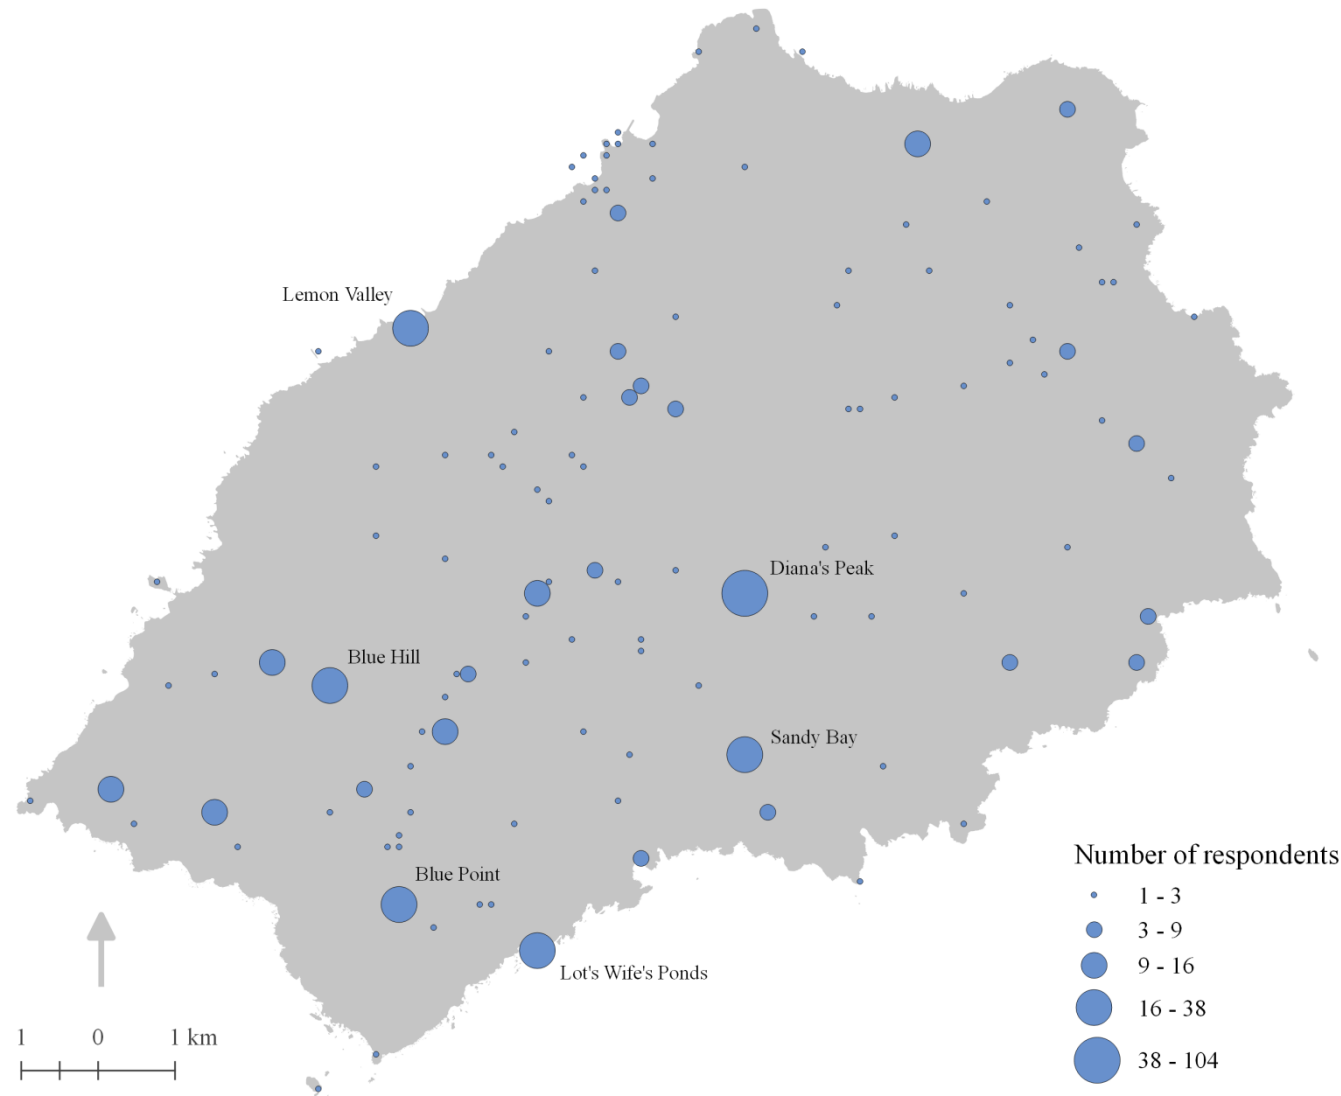 Lemon Valley
Diana's Peak
Blue Hill
Sandy Bay
Blue Point
Lot's Wife's Ponds
Number of respondents
1 - 3
3 - 9
9 - 16
16 - 38
38 - 104
1 0 1 km